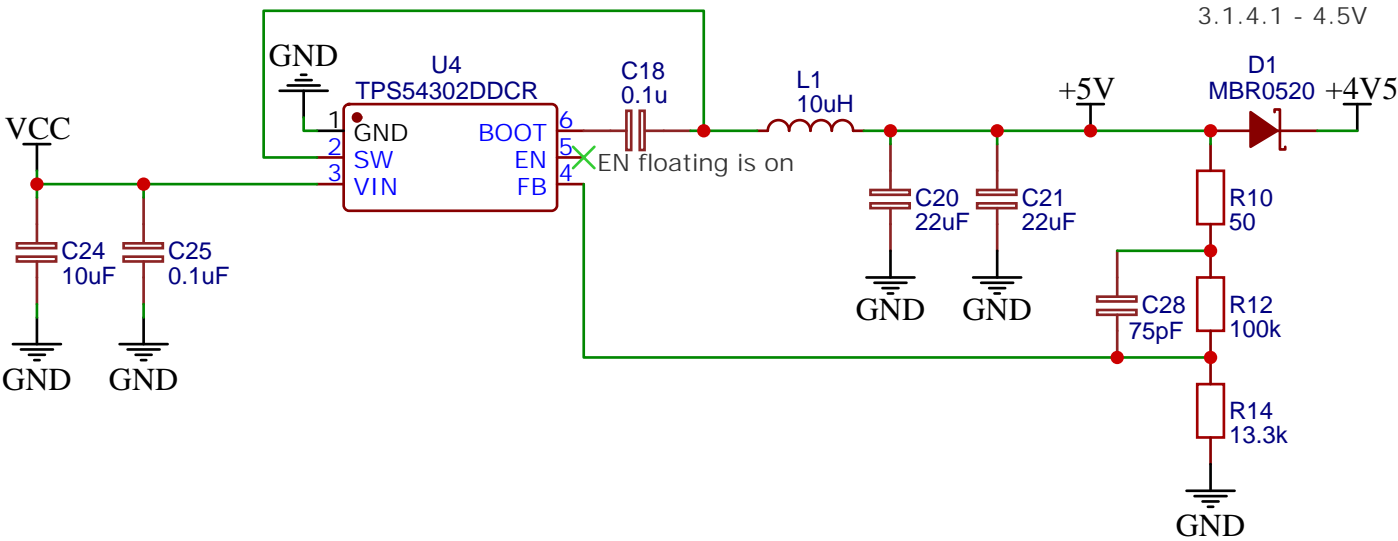 3.1.4.1 - 4.5V
GND
U4
TPS54302DDCR
C18
0.1u
L1
10uH
+5V
D1
MBR0520
+4V5
VCC
1
GND
2
SW
3
VIN
BOOT
6
EN
5
FB
4
EN floating is on
C24
10uF
C25
0.1uF
C20
22uF
C21
22uF
R10
50
C28
75pF
R12
100k
R14
13.3k
GND
GND
GND
GND
GND